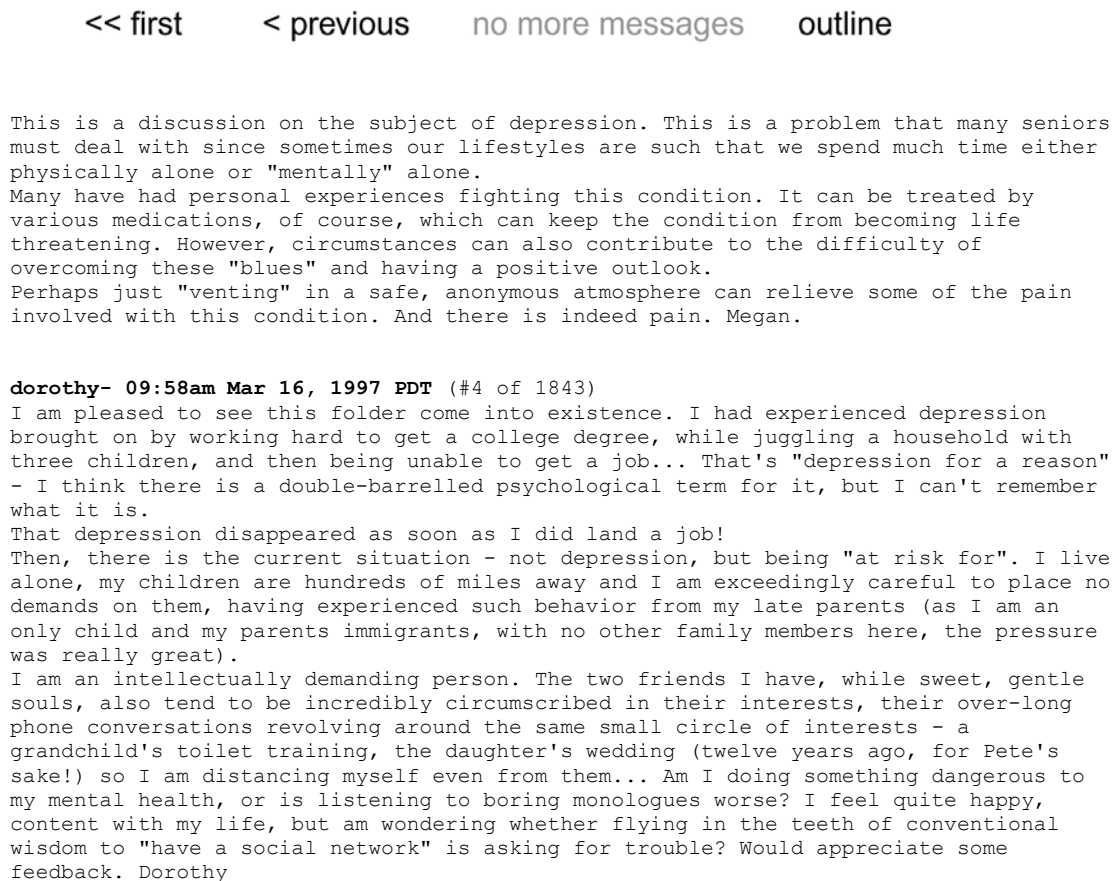 << first < previous no more messages outline
This is a discussion on the subject of depression. This is a problem that many seniors
must deal with since sometimes our lifestyles are such that we spend much time either
physically alone or "mentally" alone.
Many have had personal experiences fighting this condition. It can be treated by
various medications, of course, which can keep the condition from becoming life
threatening. However, circumstances can also contribute to the difficulty of
overcoming these "blues" and having a positive outlook.
Perhaps just "venting" in a safe, anonymous atmosphere can relieve some of the pain
involved with this condition. And there is indeed pain. Megan.
dorothy- 09:58am Mar 16, 1997 PDT (#4 of 1843)
I am pleased to see this folder come into existence. I had experienced depression
brought on by working hard to get a college degree, while juggling a household with
three children, and then being unable to get a job... That's "depression for a reason"
- I think there is a double-barrelled psychological term for it, but I can't remember
what it is.
That depression disappeared as soon as I did land a job!
Then, there is the current situation - not depression, but being "at risk for". I live
alone, my children are hundreds of miles away and I am exceedingly careful to place no
demands on them, having experienced such behavior from my late parents (as I am an
only child and my parents immigrants, with no other family members here, the pressure
was really great).
I am an intellectually demanding person. The two friends I have, while sweet, gentle
souls, also tend to be incredibly circumscribed in their interests, their over-long
phone conversations revolving around the same small circle of interests - a
grandchild's toilet training, the daughter's wedding (twelve years ago, for Pete's
sake!) so I am distancing myself even from them... Am I doing something dangerous to
my mental health, or is listening to boring monologues worse? I feel quite happy,
content with my life, but am wondering whether flying in the teeth of conventional
wisdom to "have a social network" is asking for trouble? Would appreciate some
feedback. Dorothy